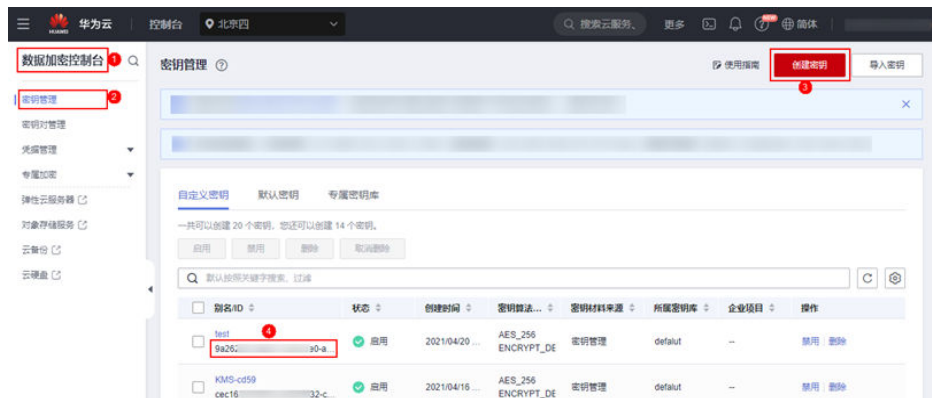 HUAWEI 华为云 控制台 北京四 搜索云服务、 更多 NEW 简体
数据加密控制台 1
密钥管理 使用指南 创建密钥 导入密钥
3
密钥管理 2
密钥对管理
凭据管理
专属加密
弹性云服务器
对象存储服务
云备份
云硬盘
自定义密钥 默认密钥 专属密钥库
一共可以创建 20 个密钥，您还可以创建 14 个密钥。
启用 禁用 删除 取消删除
默认按照关键字搜索、过滤
别名/ID 状态 创建时间 密钥算法... 密钥材料来源 所属密钥库 企业项目 操作
test 4
9a262 a0-a... 启用 2021/04/20 ... AES_256 ENCRYPT_DE 密钥管理 defalut -- 禁用 删除
KMS-cd59
cec16 32-c... 启用 2021/04/16 ... AES_256 ENCRYPT_DE 密钥管理 defalut -- 禁用 删除